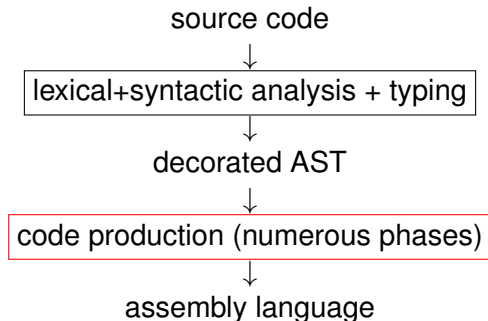 source code
lexical+syntactic analysis + typing
decorated AST
code production (numerous phases)
assembly language